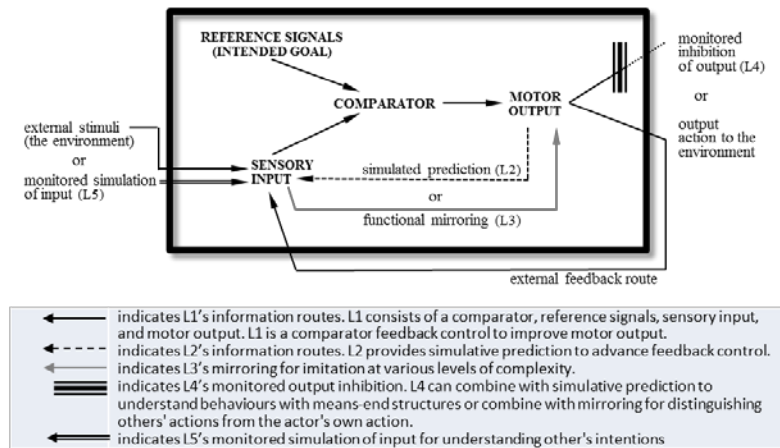 REFERENCE SIGNALS
(INTENDED GOAL)
COMPARATOR
MOTOR
OUTPUT
monitored
inhibition
of output (L4)
or
output
action to the
environment
external stimuli
(the environment)
or
monitored simulation
of input (L5)
SENSORY
INPUT
simulated prediction (L2)
or
functional mirroring (L3)
external feedback route
indicates L1's information routes. L1 consists of a comparator, reference signals, sensory input,
and motor output. L1 is a comparator feedback control to improve motor output.
indicates L2's information routes. L2 provides simulative prediction to advance feedback control.
indicates L3's mirroring for imitation at various levels of complexity.
indicates L4's monitored output inhibition. L4 can combine with simulative prediction to
understand behaviours with means-end structures or combine with mirroring for distinguishing
others' actions from the actor's own action.
indicates L5's monitored simulation of input for understanding other's intentions